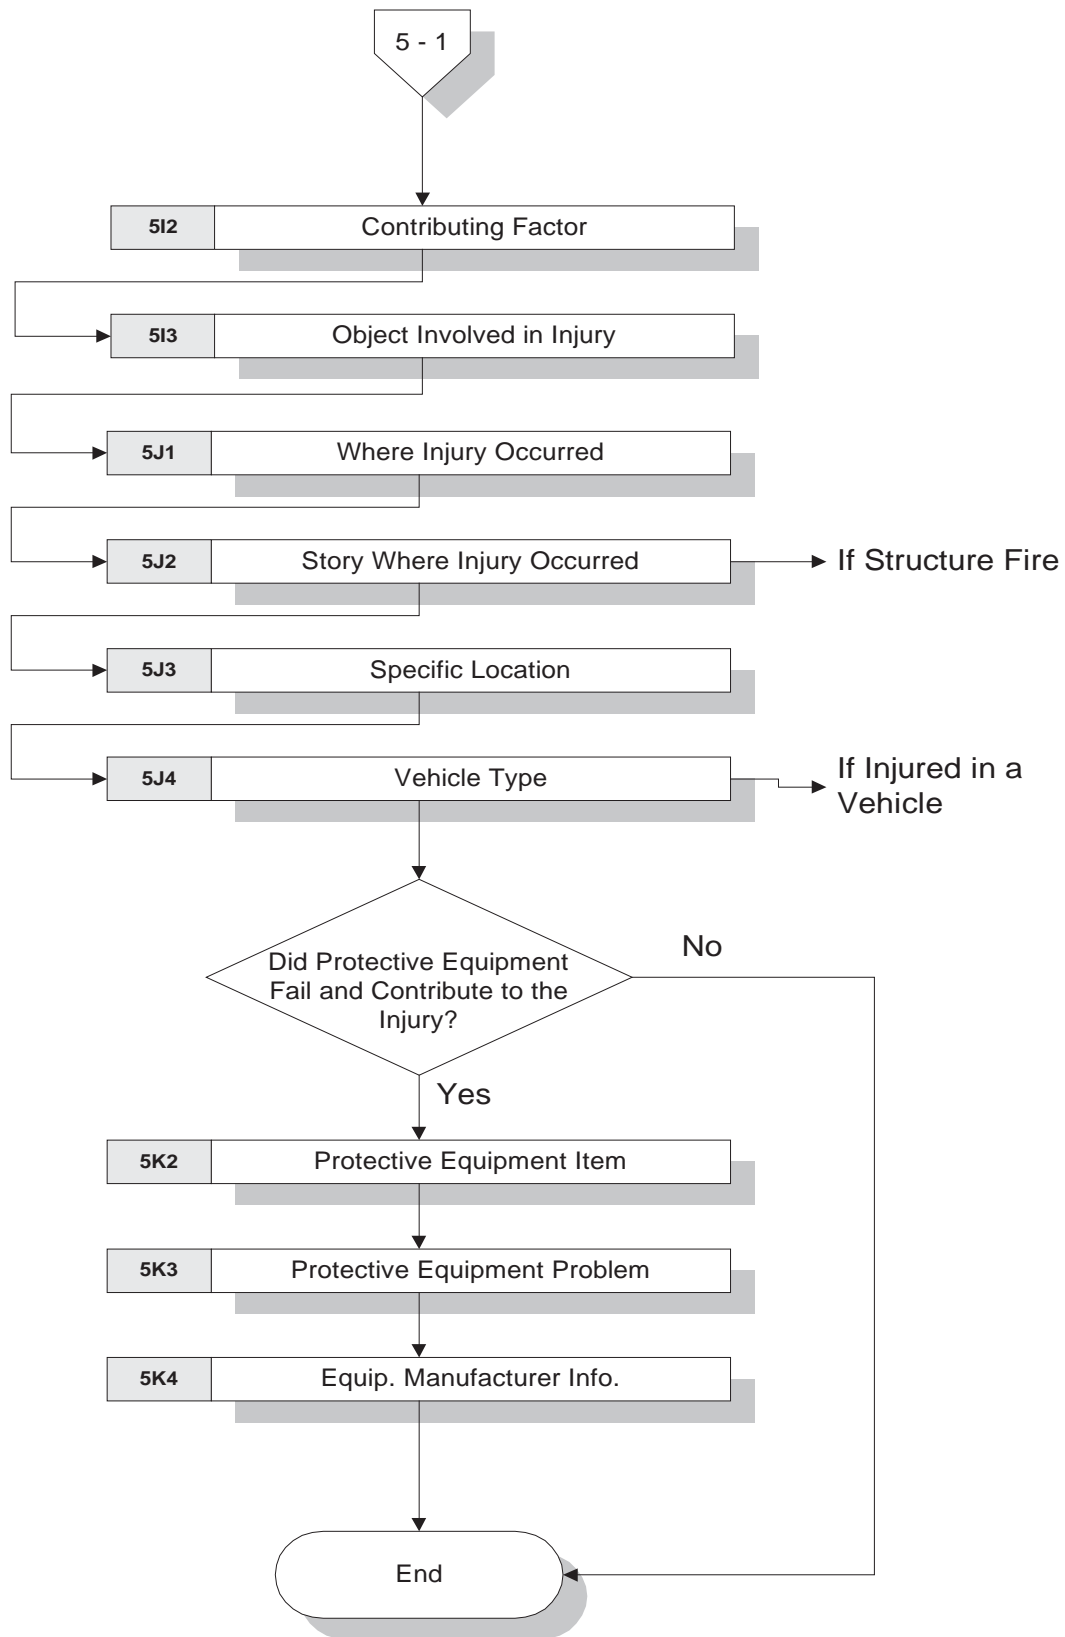 5 - 1
5I2 Contributing Factor
5I3 Object Involved in Injury
5J1 Where Injury Occurred
5J2 Story Where Injury Occurred If Structure Fire
5J3 Specific Location
5J4 Vehicle Type
If Injured in a
Vehicle
Did Protective Equipment
Fail and Contribute to the
Injury?
No
Yes
5K2 Protective Equipment Item
5K3 Protective Equipment Problem
5K4 Equip. Manufacturer Info.
End